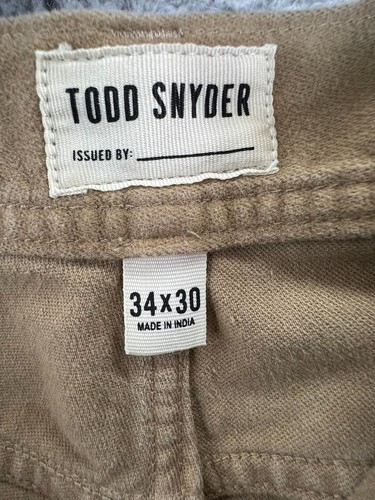 TODD SNYDER
ISSUED BY:
34x30
MADE IN INDIA